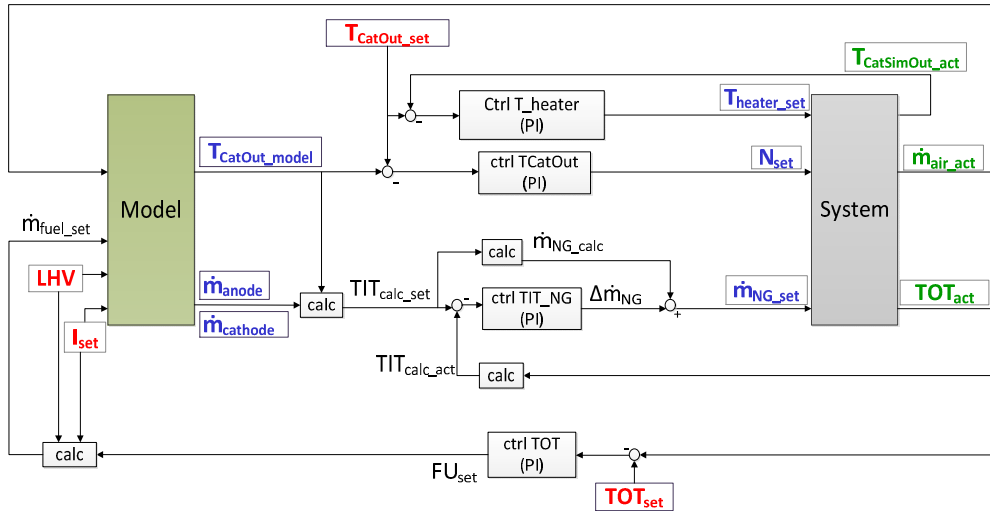 T_CatOut_set
T_CatSimOut_act
Ctrl T_heater
(PI)
T_heater_set
-
T_CatOut_model
ctrl TCatOut
(PI)
-
N_set
ṁ_air_act
Model
System
ṁ_fuel_set
calc
ṁ_NG_calc
LHV
ṁ_anode
calc
TIT_calc_set
-
ctrl TIT_NG
(PI)
Δṁ_NG
+
ṁ_NG_set
TOT_act
I_set
ṁ_cathode
TIT_calc_act
calc
calc
FU_set
ctrl TOT
(PI)
-
TOT_set